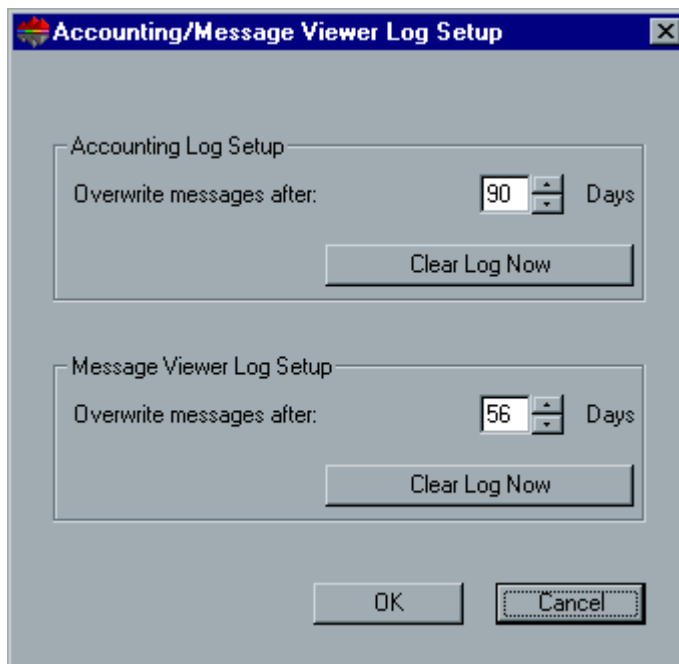 Accounting/Message Viewer Log Setup
Accounting Log Setup
Overwrite messages after: 90 Days
Clear Log Now
Message Viewer Log Setup
Overwrite messages after: 56 Days
Clear Log Now
OK Cancel